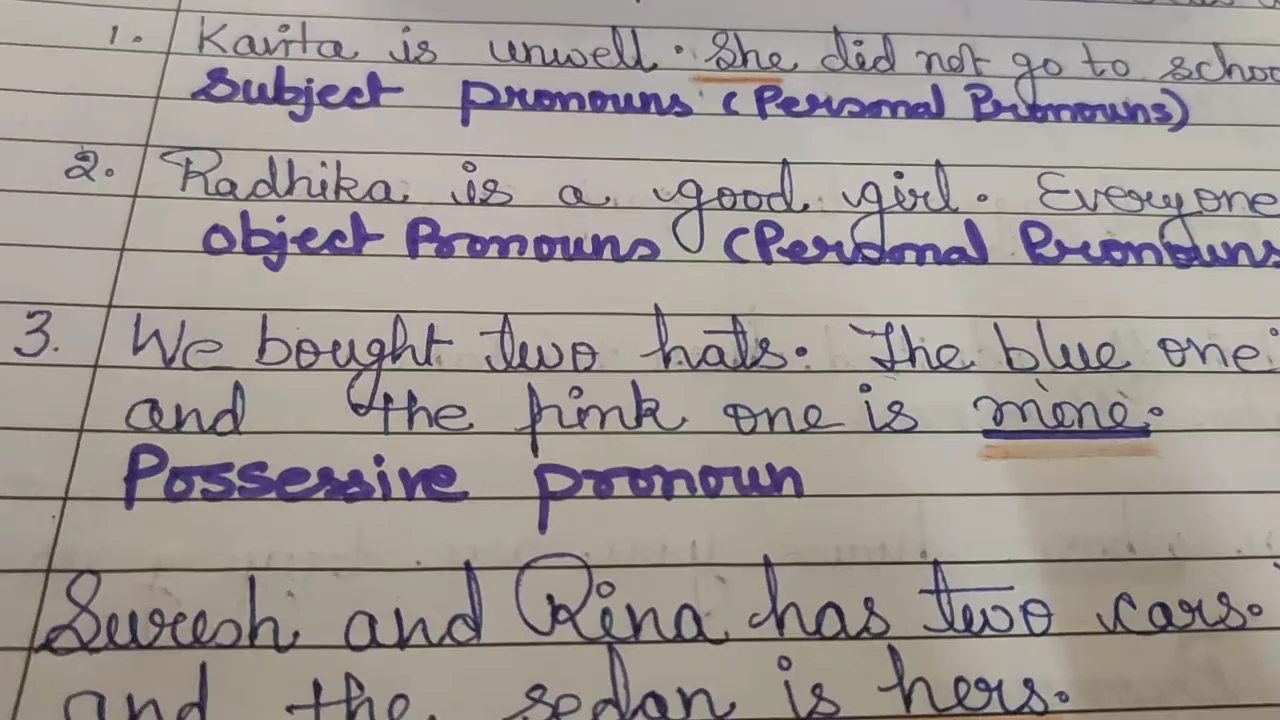 1. Kavita is unwell. She did not go to schoo
Subject pronouns (Personal Pronouns)
2. Radhika is a good girl. Everyone
Object Pronouns (Personal Pronouns
3. We bought two hats. The blue one
and the pink one is mine.
Possessive pronoun
Suresh and Rina has two cars.
and the sedan is hers.